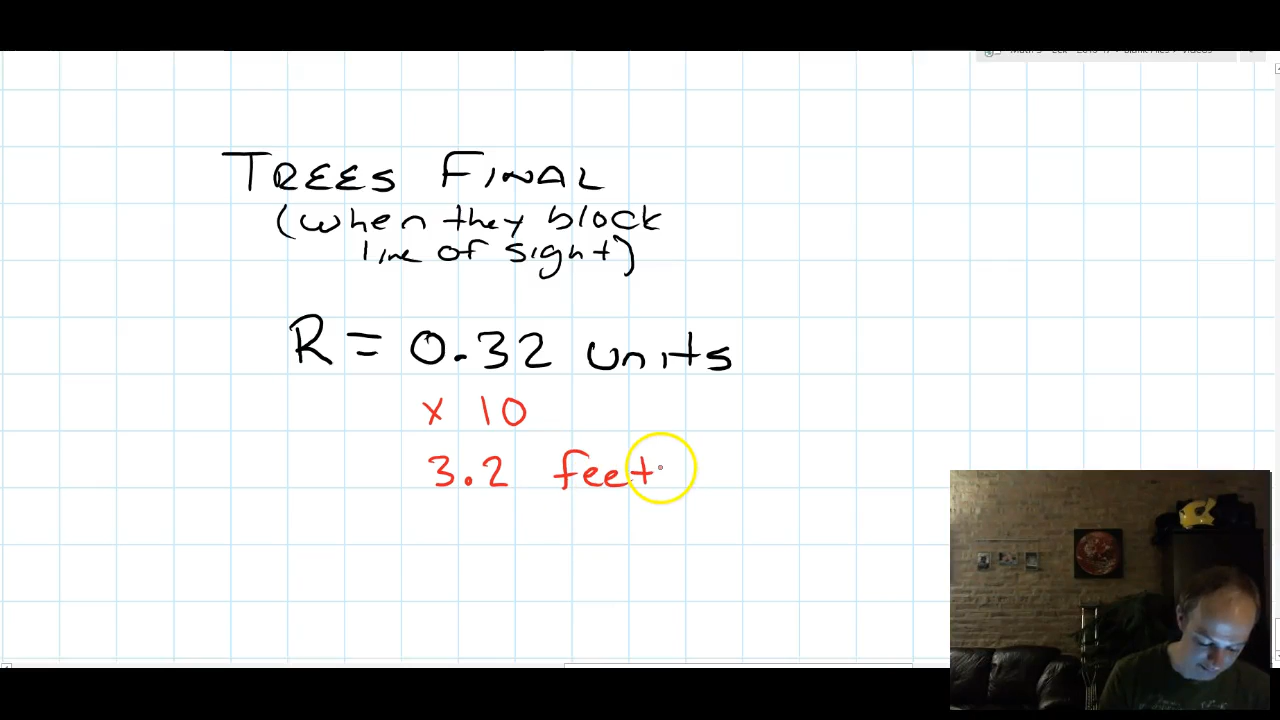 TREES FINAL
(when they block
line of sight)
R = 0.32 units
x 10
3.2 feet